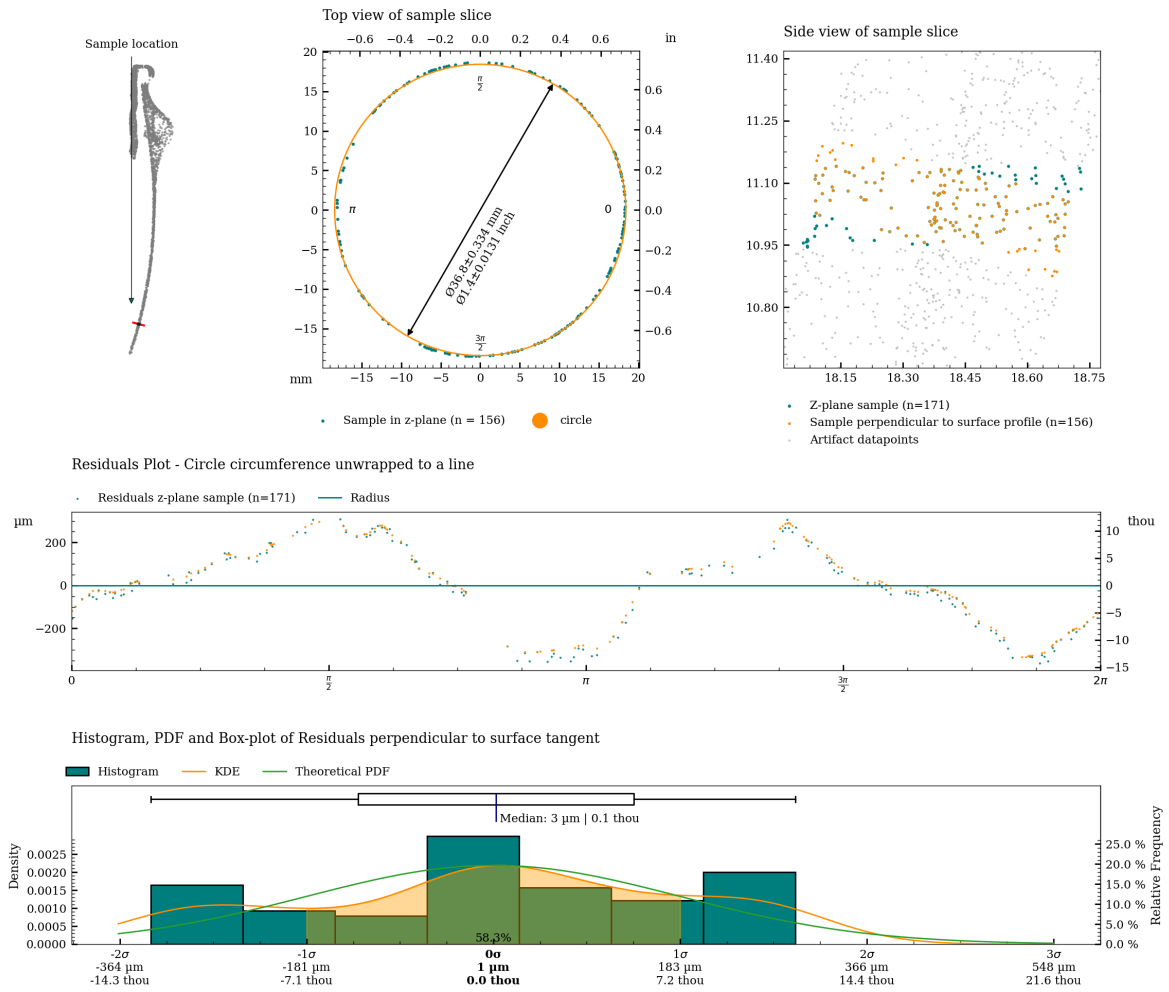 Sample location
Top view of sample slice
−0.6 −0.4 −0.2 0.0 0.2 0.4 0.6 in
20
15
10
5
0
−5
−10
−15
0.6
0.4
0.2
0.0
−0.2
−0.4
−0.6
π/2
π
0
3π/2
Ø36.8±0.334 mm
Ø1.4±0.0131 inch
mm −15 −10 −5 0 5 10 15 20
Sample in z-plane (n = 156) circle
Side view of sample slice
11.40
11.25
11.10
10.95
10.80
18.15 18.30 18.45 18.60 18.75
Z-plane sample (n=171)
Sample perpendicular to surface profile (n=156)
Artifact datapoints
Residuals Plot - Circle circumference unwrapped to a line
Residuals z-plane sample (n=171) Radius
µm
200
0
−200
thou
10
5
0
−5
−10
−15
0 π/2 π 3π/2 2π
Histogram, PDF and Box-plot of Residuals perpendicular to surface tangent
Histogram KDE Theoretical PDF
Median: 3 µm | 0.1 thou
Density
0.0025
0.0020
0.0015
0.0010
0.0005
0.0000
Relative Frequency
25.0 %
20.0 %
15.0 %
10.0 %
5.0 %
0.0 %
58.3%
-2σ -1σ 0σ 1σ 2σ 3σ
-364 µm -181 µm 1 µm 183 µm 366 µm 548 µm
-14.3 thou -7.1 thou 0.0 thou 7.2 thou 14.4 thou 21.6 thou